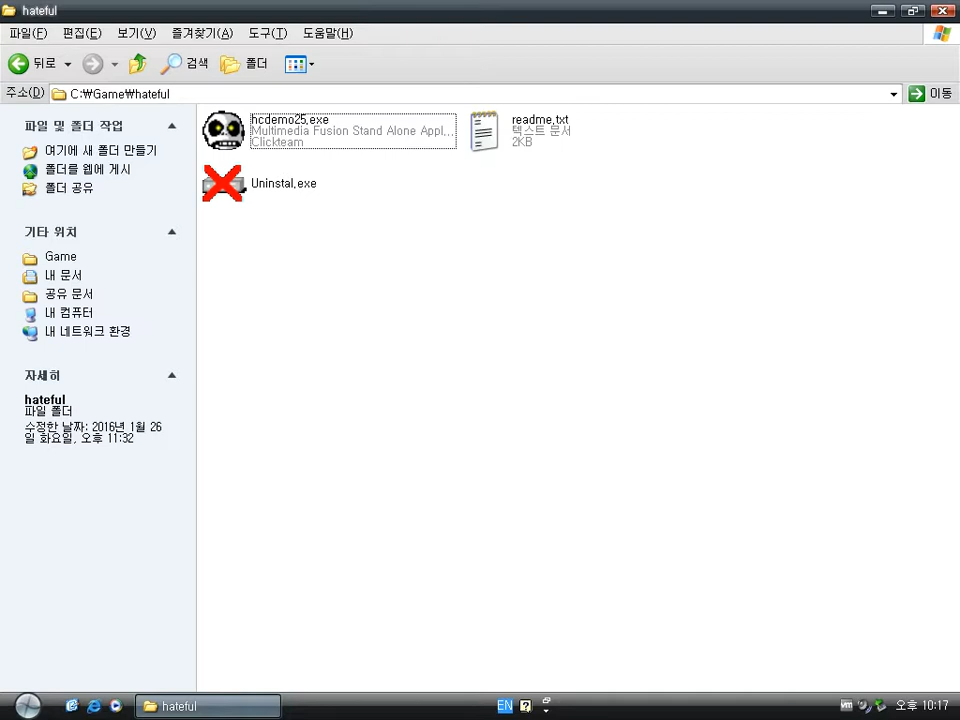 hateful
파일(F) 편집(E) 보기(V) 즐겨찾기(A) 도구(T) 도움말(H)
뒤로 검색 폴더
주소(D) C:₩Game₩hateful 이동
파일 및 폴더 작업
여기에 새 폴더 만들기
폴더를 웹에 게시
폴더 공유
기타 위치
Game
내 문서
공유 문서
내 컴퓨터
내 네트워크 환경
자세히
hateful
파일 폴더
수정한 날짜: 2016년 1월 26
일 화요일, 오후 11:32
hcdemo25.exe
Multimedia Fusion Stand Alone Appl...
Clickteam
readme.txt
텍스트 문서
2KB
Uninstal.exe
hateful EN 오후 10:17